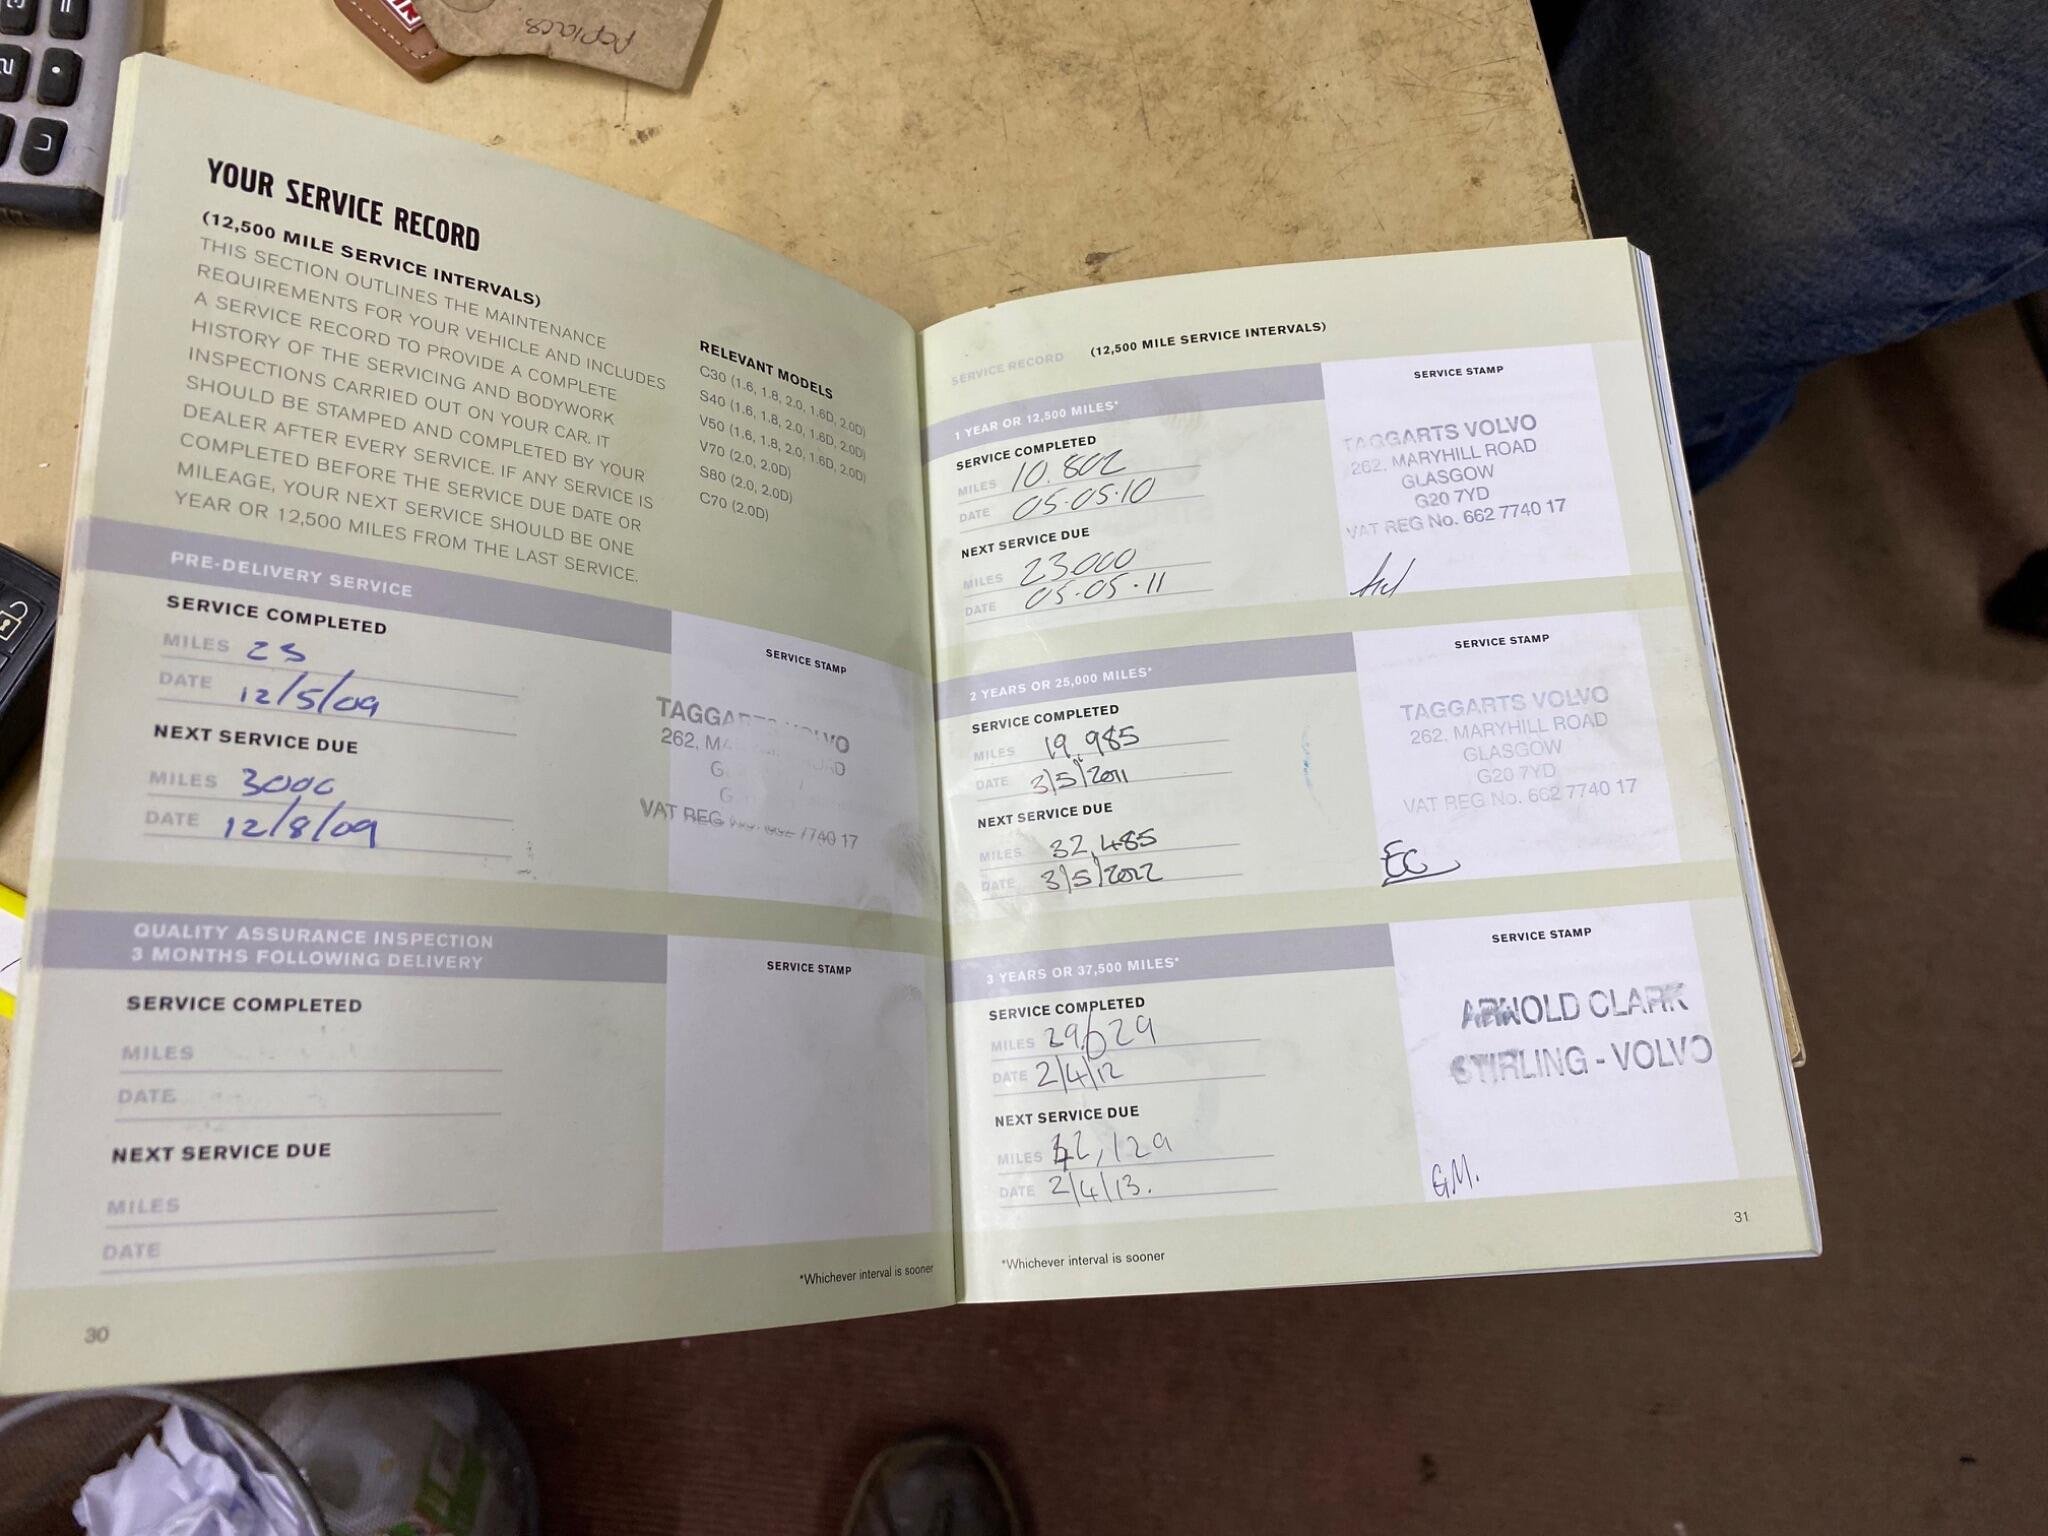 YOUR SERVICE RECORD
(12,500 MILE SERVICE INTERVALS)
THIS SECTION OUTLINES THE MAINTENANCE
REQUIREMENTS FOR YOUR VEHICLE AND INCLUDES
A SERVICE RECORD TO PROVIDE A COMPLETE
HISTORY OF THE SERVICING AND BODYWORK
INSPECTIONS CARRIED OUT ON YOUR CAR. IT
SHOULD BE STAMPED AND COMPLETED BY YOUR
DEALER AFTER EVERY SERVICE. IF ANY SERVICE IS
COMPLETED BEFORE THE SERVICE DUE DATE OR
MILEAGE, YOUR NEXT SERVICE SHOULD BE ONE
YEAR OR 12,500 MILES FROM THE LAST SERVICE.
RELEVANT MODELS
C30 (1.6, 1.8, 2.0, 1.6D, 2.0D)
S40 (1.6, 1.8, 2.0, 1.6D, 2.0D)
V50 (1.6, 1.8, 2.0, 1.6D, 2.0D)
V70 (2.0, 2.0D)
S80 (2.0, 2.0D)
C70 (2.0D)
PRE-DELIVERY SERVICE
SERVICE COMPLETED
MILES
DATE 12/5/09
NEXT SERVICE DUE
MILES 3000
DATE 12/8/09
SERVICE STAMP
TAGGARTS VOLVO
262, ROAD
VAT REG 7740 17
QUALITY ASSURANCE INSPECTION
3 MONTHS FOLLOWING DELIVERY
SERVICE COMPLETED
MILES
DATE
NEXT SERVICE DUE
MILES
DATE
SERVICE STAMP
*Whichever interval is sooner
30
SERVICE RECORD (12,500 MILE SERVICE INTERVALS)
1 YEAR OR 12,500 MILES*
SERVICE COMPLETED
MILES 10.802
DATE 05.05.10
NEXT SERVICE DUE
MILES 23000
DATE 05.05.11
SERVICE STAMP
TAGGARTS VOLVO
262, MARYHILL ROAD
GLASGOW
G20 7YD
VAT REG No. 662 7740 17
2 YEARS OR 25,000 MILES*
SERVICE COMPLETED
MILES 19,985
DATE 3/5/2011
NEXT SERVICE DUE
MILES 32,485
DATE 3/5/2022
SERVICE STAMP
TAGGARTS VOLVO
262, MARYHILL ROAD
GLASGOW
G20 7YD
VAT REG No. 662 7740 17
EC
3 YEARS OR 37,500 MILES*
SERVICE COMPLETED
MILES 29,629
DATE 2/4/12
NEXT SERVICE DUE
MILES 42,129
DATE 2/4/13.
SERVICE STAMP
ARNOLD CLARK
STIRLING - VOLVO
G.M.
*Whichever interval is sooner
31